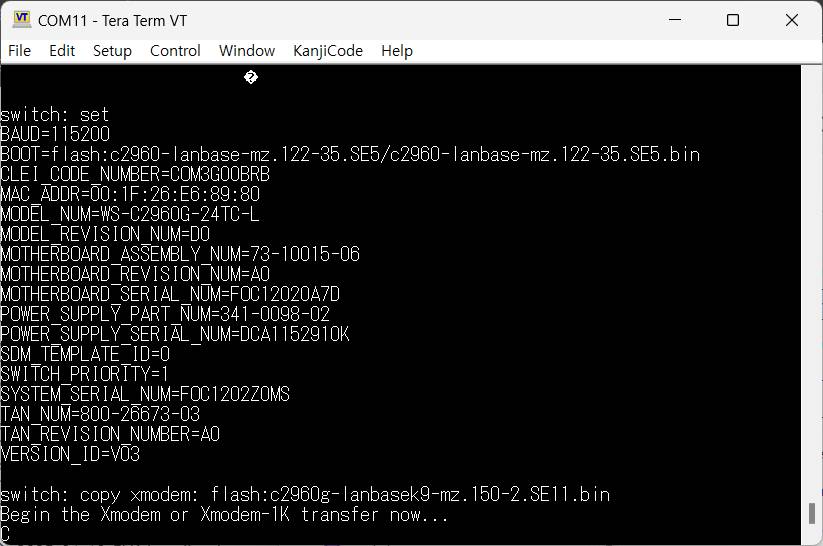 COM11 - Tera Term VT
File Edit Setup Control Window KanjiCode Help
�
switch: set
BAUD=115200
BOOT=flash:c2960-lanbase-mz.122-35.SE5/c2960-lanbase-mz.122-35.SE5.bin
CLEI_CODE_NUMBER=COM3G00BRB
MAC_ADDR=00:1F:26:E6:89:80
MODEL_NUM=WS-C2960G-24TC-L
MODEL_REVISION_NUM=D0
MOTHERBOARD_ASSEMBLY_NUM=73-10015-06
MOTHERBOARD_REVISION_NUM=A0
MOTHERBOARD_SERIAL_NUM=FOC12020A7D
POWER_SUPPLY_PART_NUM=341-0098-02
POWER_SUPPLY_SERIAL_NUM=DCA1152910K
SDM_TEMPLATE_ID=0
SWITCH_PRIORITY=1
SYSTEM_SERIAL_NUM=FOC1202Z0MS
TAN_NUM=800-26673-03
TAN_REVISION_NUMBER=A0
VERSION_ID=V03
switch: copy xmodem: flash:c2960g-lanbasek9-mz.150-2.SE11.bin
Begin the Xmodem or Xmodem-1K transfer now...
C